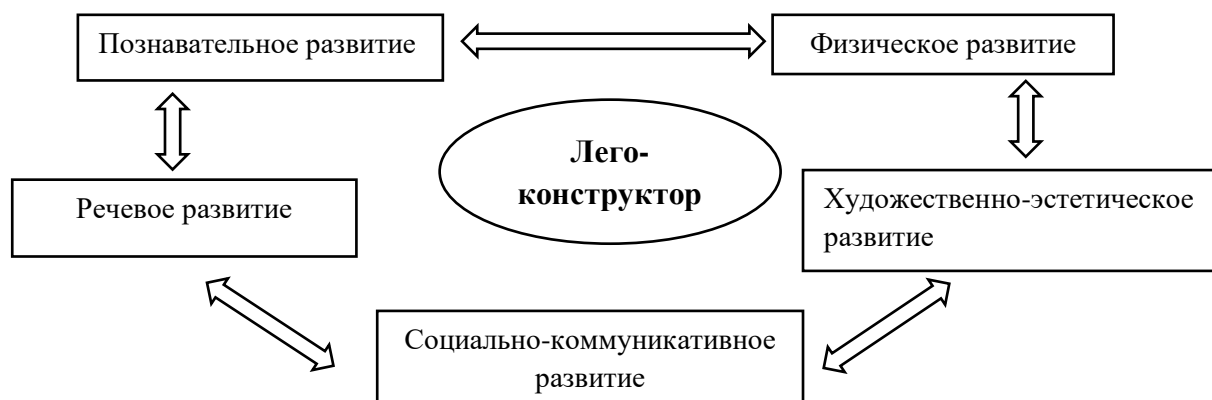 Познавательное развитие
Физическое развитие
Лего-
конструктор
Речевое развитие
Художественно-эстетическое
развитие
Социально-коммуникативное
развитие